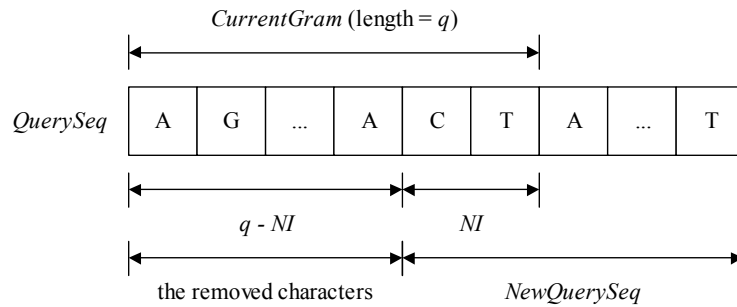 CurrentGram (length = q)
QuerySeq A G ... A C T A ... T
q - NI NI
the removed characters NewQuerySeq